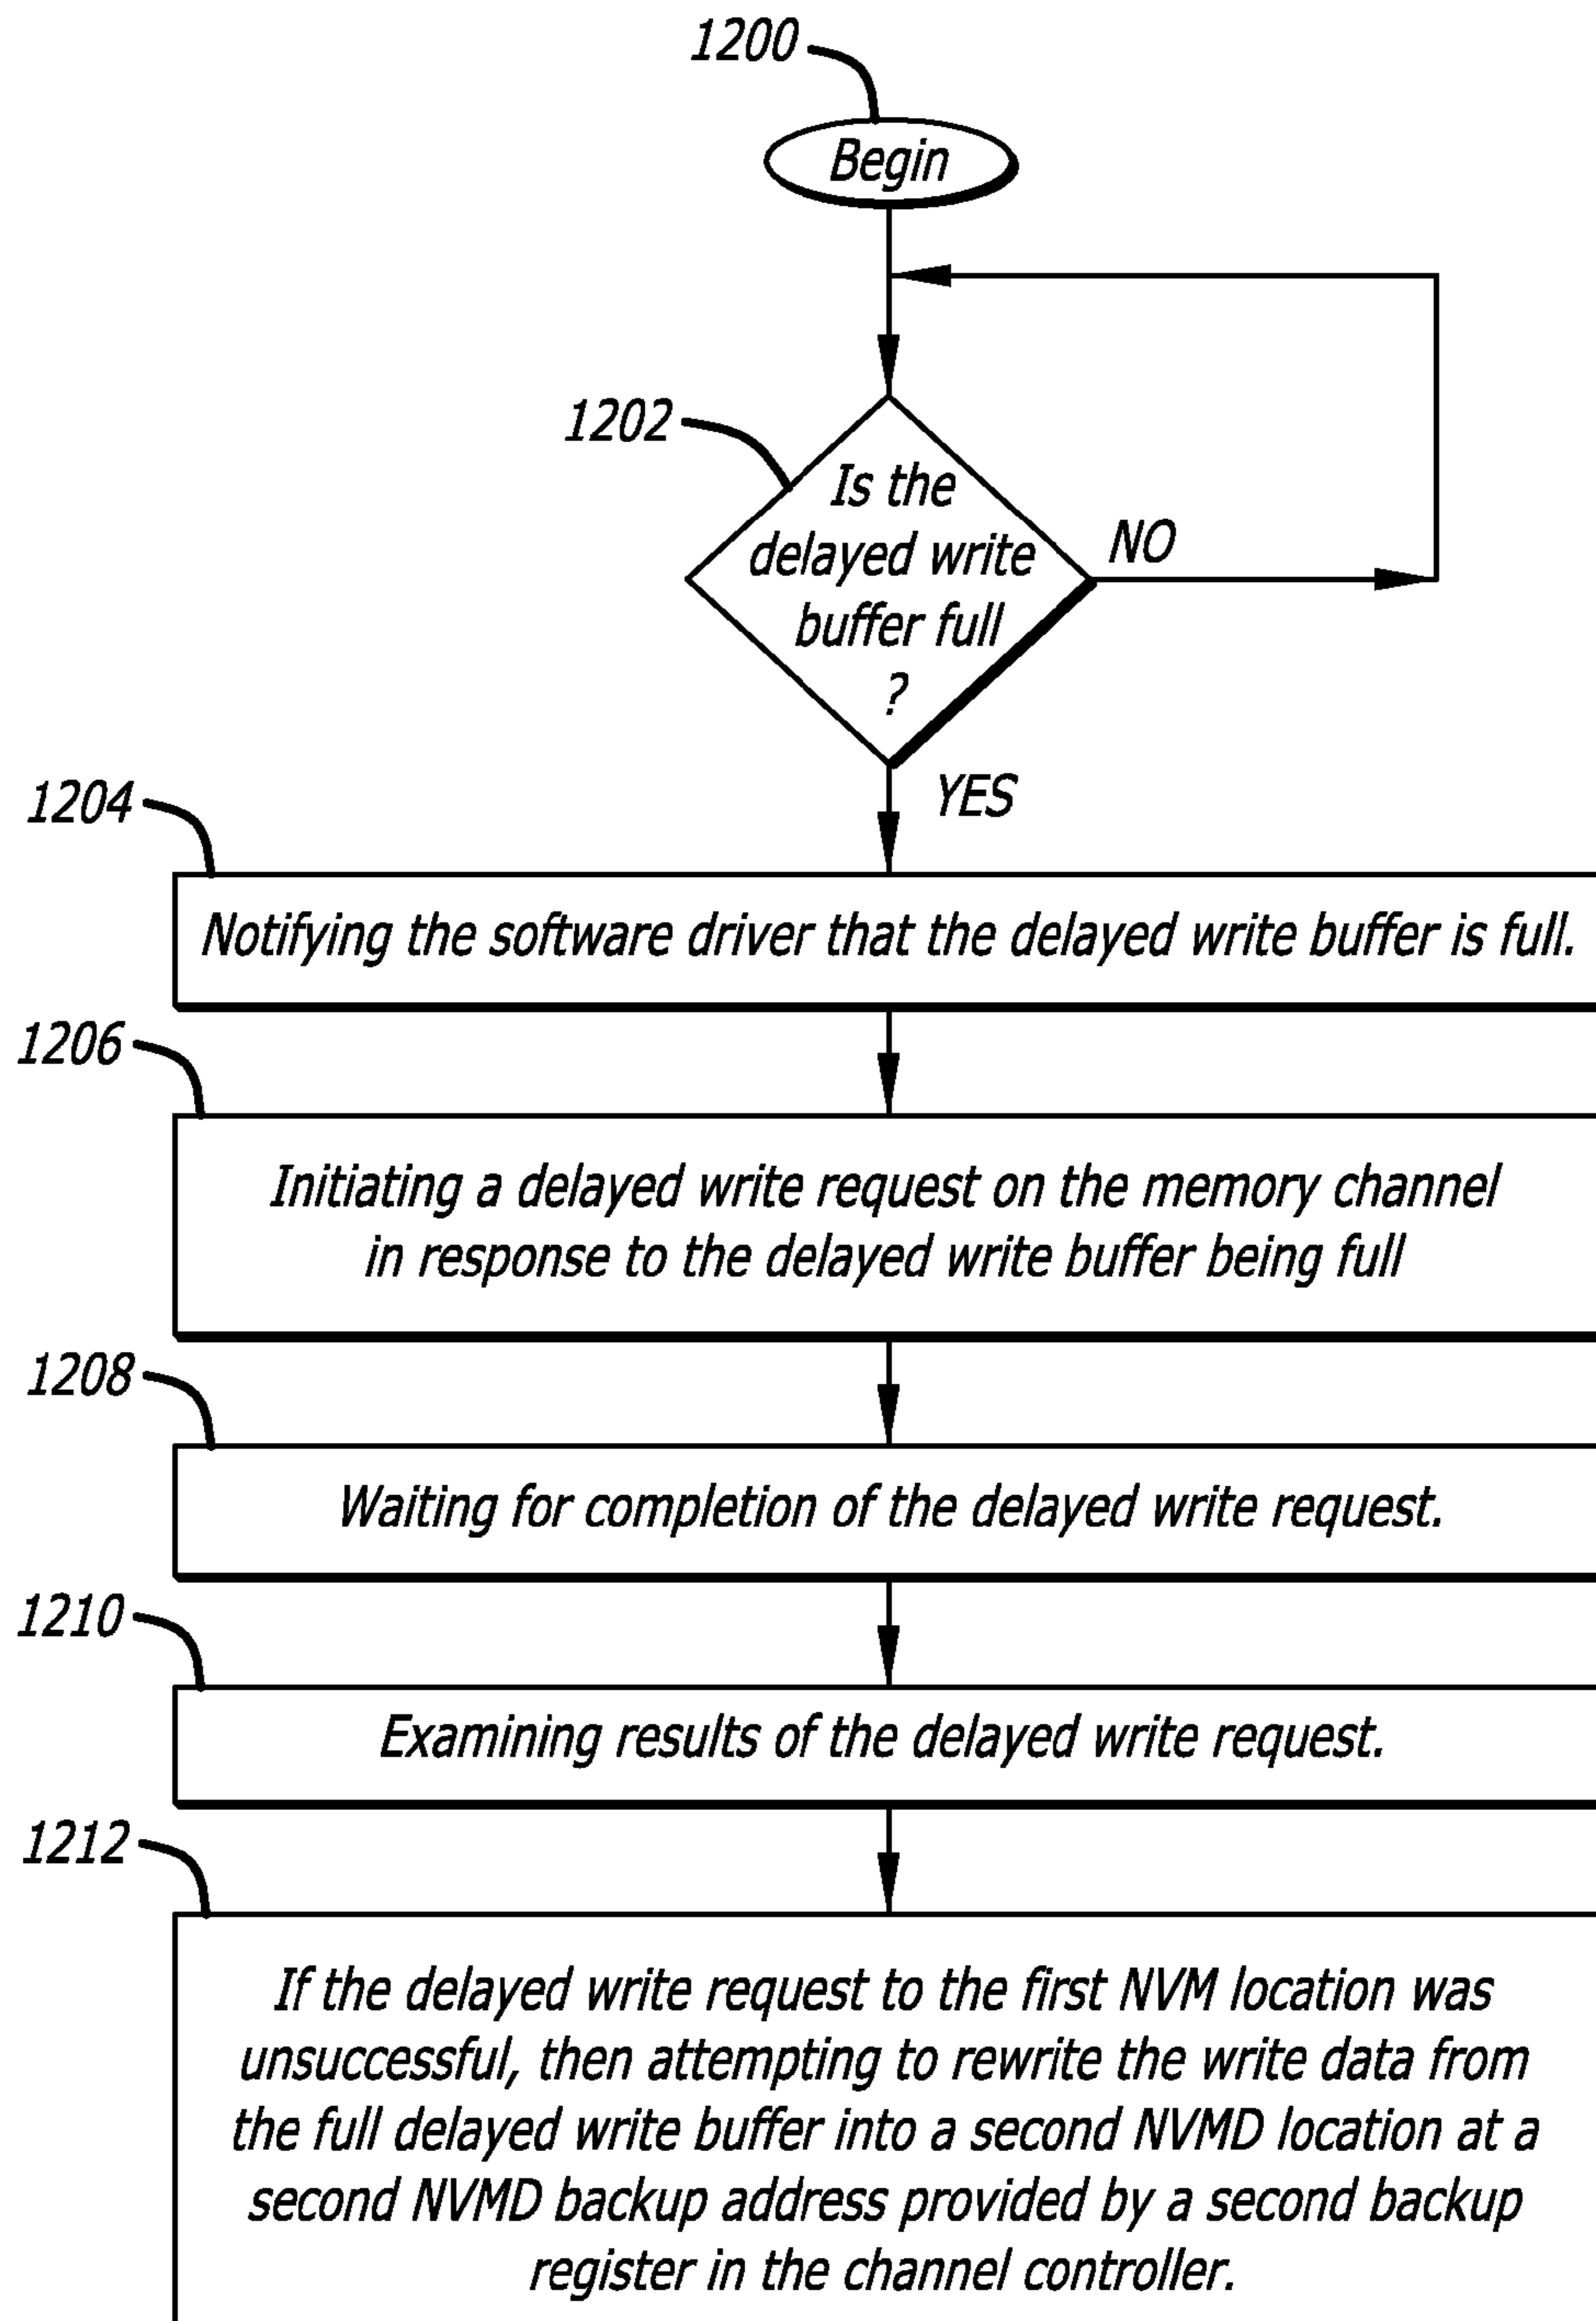 1200
Begin
1202
Is the
delayed write
buffer full
?
NO
YES
1204
Notifying the software driver that the delayed write buffer is full.
1206
Initiating a delayed write request on the memory channel
in response to the delayed write buffer being full
1208
Waiting for completion of the delayed write request.
1210
Examining results of the delayed write request.
1212
If the delayed write request to the first NVM location was
unsuccessful, then attempting to rewrite the write data from
the full delayed write buffer into a second NVMD location at a
second NVMD backup address provided by a second backup
register in the channel controller.